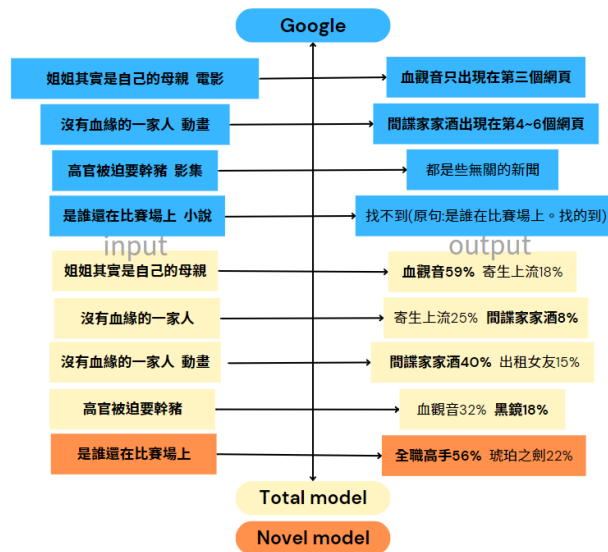 Google
姐姐其實是自己的母親 電影
血觀音只出現在第三個網頁
沒有血緣的一家人 動畫
間諜家家酒出現在第4~6個網頁
高官被迫要幹豬 影集
都是些無關的新聞
是誰還在比賽場上 小說
找不到(原句:是誰在比賽場上。找的到)
input
output
姐姐其實是自己的母親
血觀音59% 寄生上流18%
沒有血緣的一家人
寄生上流25% 間諜家家酒8%
沒有血緣的一家人 動畫
間諜家家酒40% 出租女友15%
高官被迫要幹豬
血觀音32% 黑鏡18%
是誰還在比賽場上
全職高手56% 琥珀之劍22%
Total model
Novel model